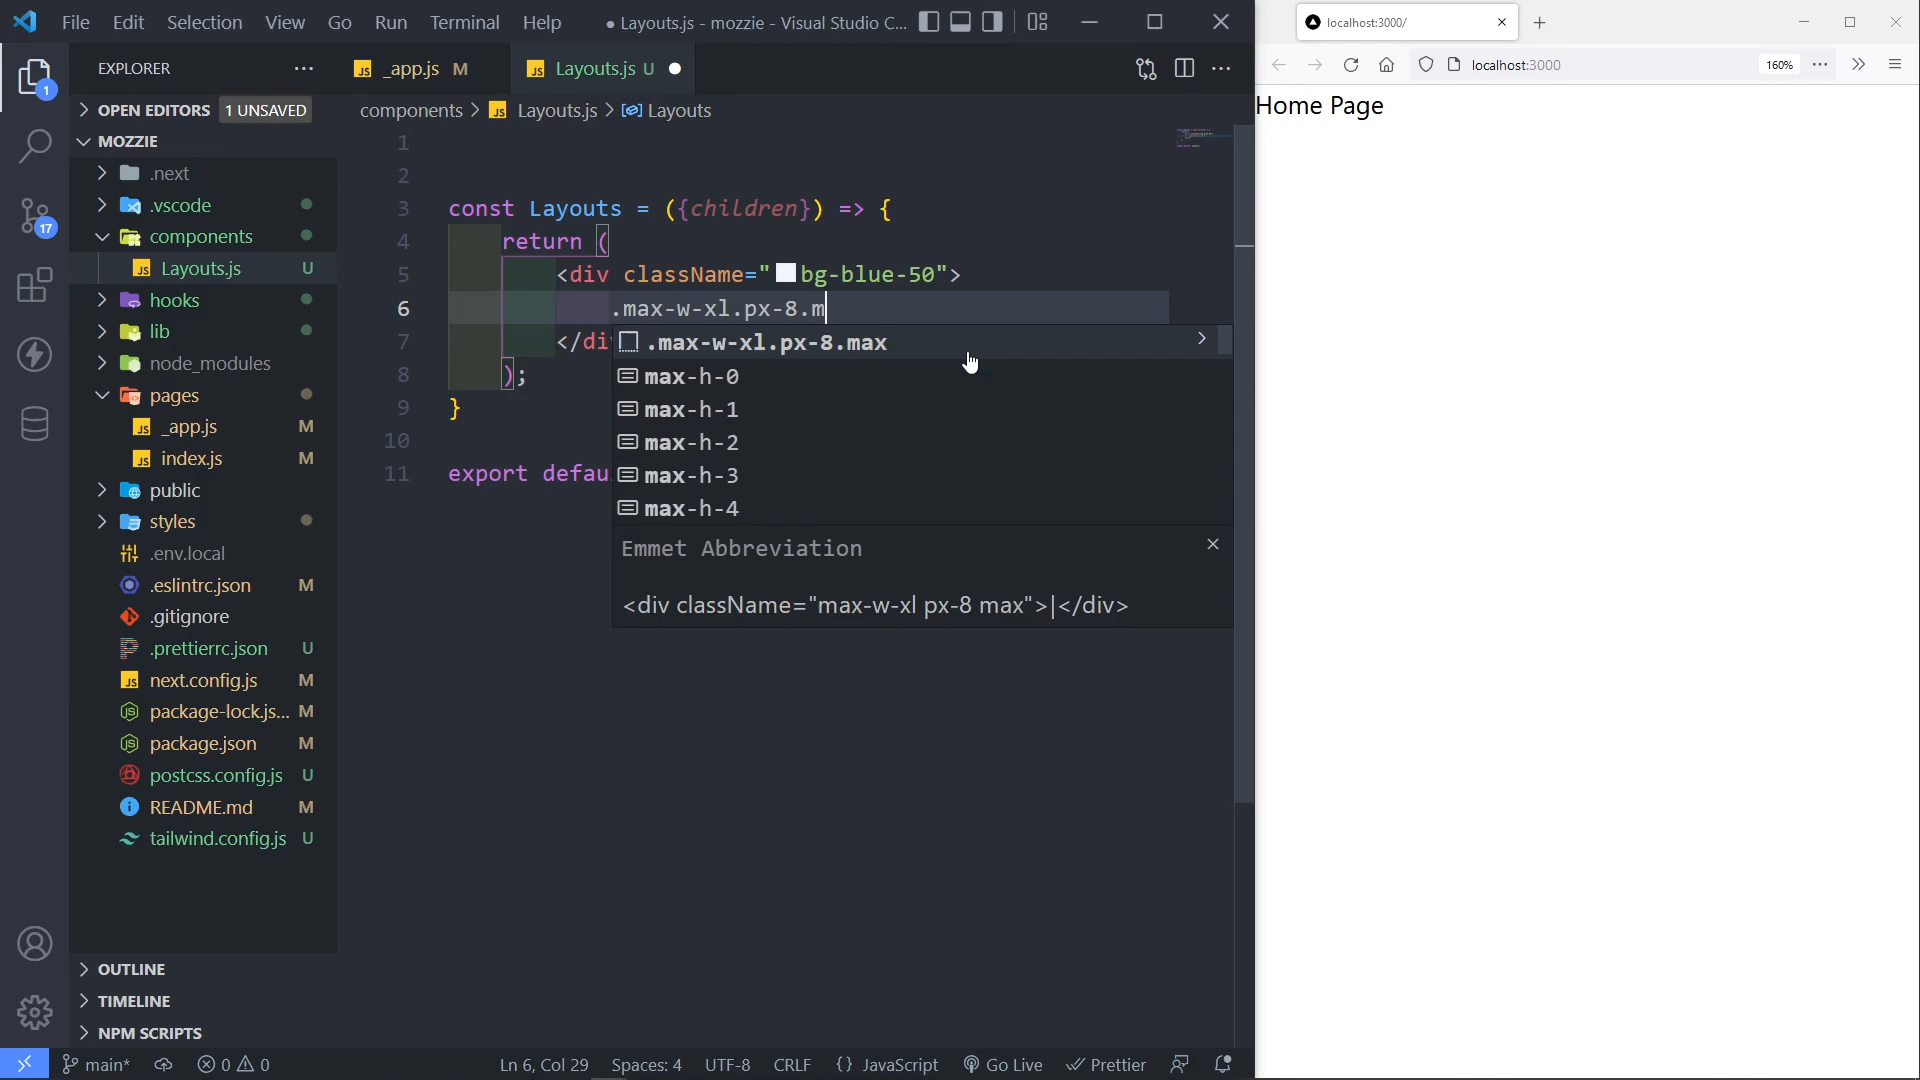 File Edit Selection View Go Run Terminal Help
● Layouts.js - mozzie - Visual Studio C...
EXPLORER
1
OPEN EDITORS 1 UNSAVED
MOZZIE
.next
.vscode
components
Layouts.js U
hooks
lib
node_modules
pages
_app.js M
index.js M
public
styles
.env.local
.eslintrc.json M
.gitignore
.prettierrc.json U
next.config.js M
package-lock.js... M
package.json M
postcss.config.js U
README.md M
tailwind.config.js U
17
OUTLINE
TIMELINE
NPM SCRIPTS
_app.js M
Layouts.js U
components > Layouts.js > Layouts
1
2
3 const Layouts = ({children}) => {
4 return (
5 <div className="bg-blue-50">
6 .max-w-xl.px-8.m
7 </di
8 );
9 }
10
11 export defau
.max-w-xl.px-8.max
max-h-0
max-h-1
max-h-2
max-h-3
max-h-4
Emmet Abbreviation
<div className="max-w-xl px-8 max">|</div>
main* 0 0 Ln 6, Col 29 Spaces: 4 UTF-8 CRLF {} JavaScript Go Live Prettier
localhost:3000/
localhost:3000 160%
Home Page